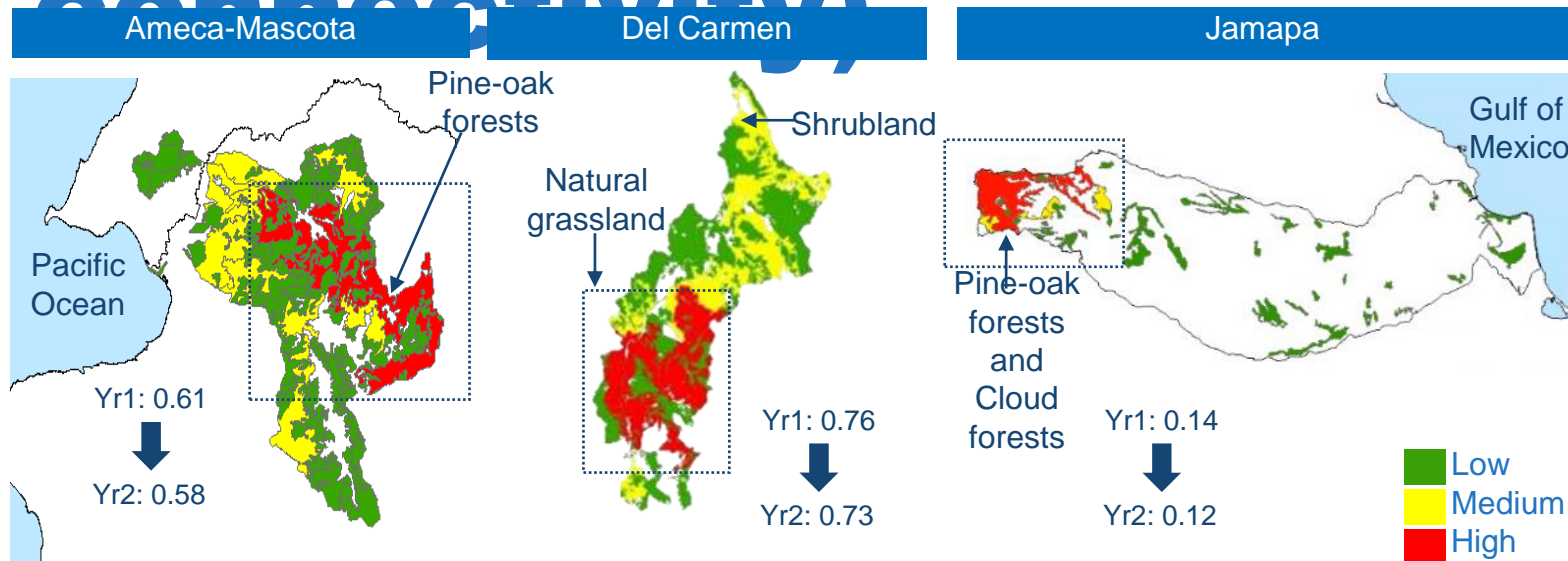 connectivity)
Ameca-Mascota
Del Carmen
Jamapa
Pine-oak
forests
Shrubland
Gulf of
Mexico
Natural
grassland
Pacific
Ocean
Pine-oak
forests
and
Cloud
forests
Yr1: 0.61
Yr2: 0.58
Yr1: 0.76
Yr2: 0.73
Yr1: 0.14
Yr2: 0.12
Low
Medium
High